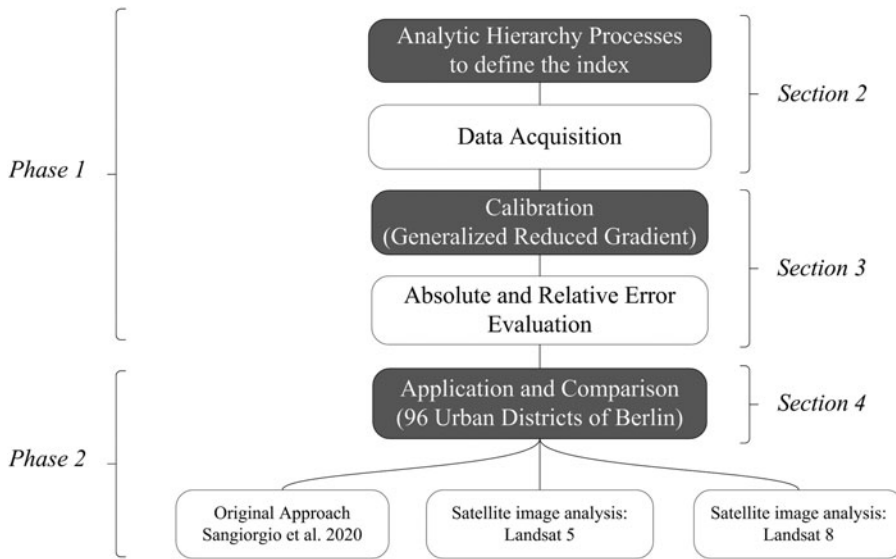 Analytic Hierarchy Processes
to define the index
Section 2
Data Acquisition
Phase 1
Calibration
(Generalized Reduced Gradient)
Section 3
Absolute and Relative Error
Evaluation
Application and Comparison
(96 Urban Districts of Berlin)
Section 4
Phase 2
Original Approach
Sangiorgio et al. 2020
Satellite image analysis:
Landsat 5
Satellite image analysis:
Landsat 8